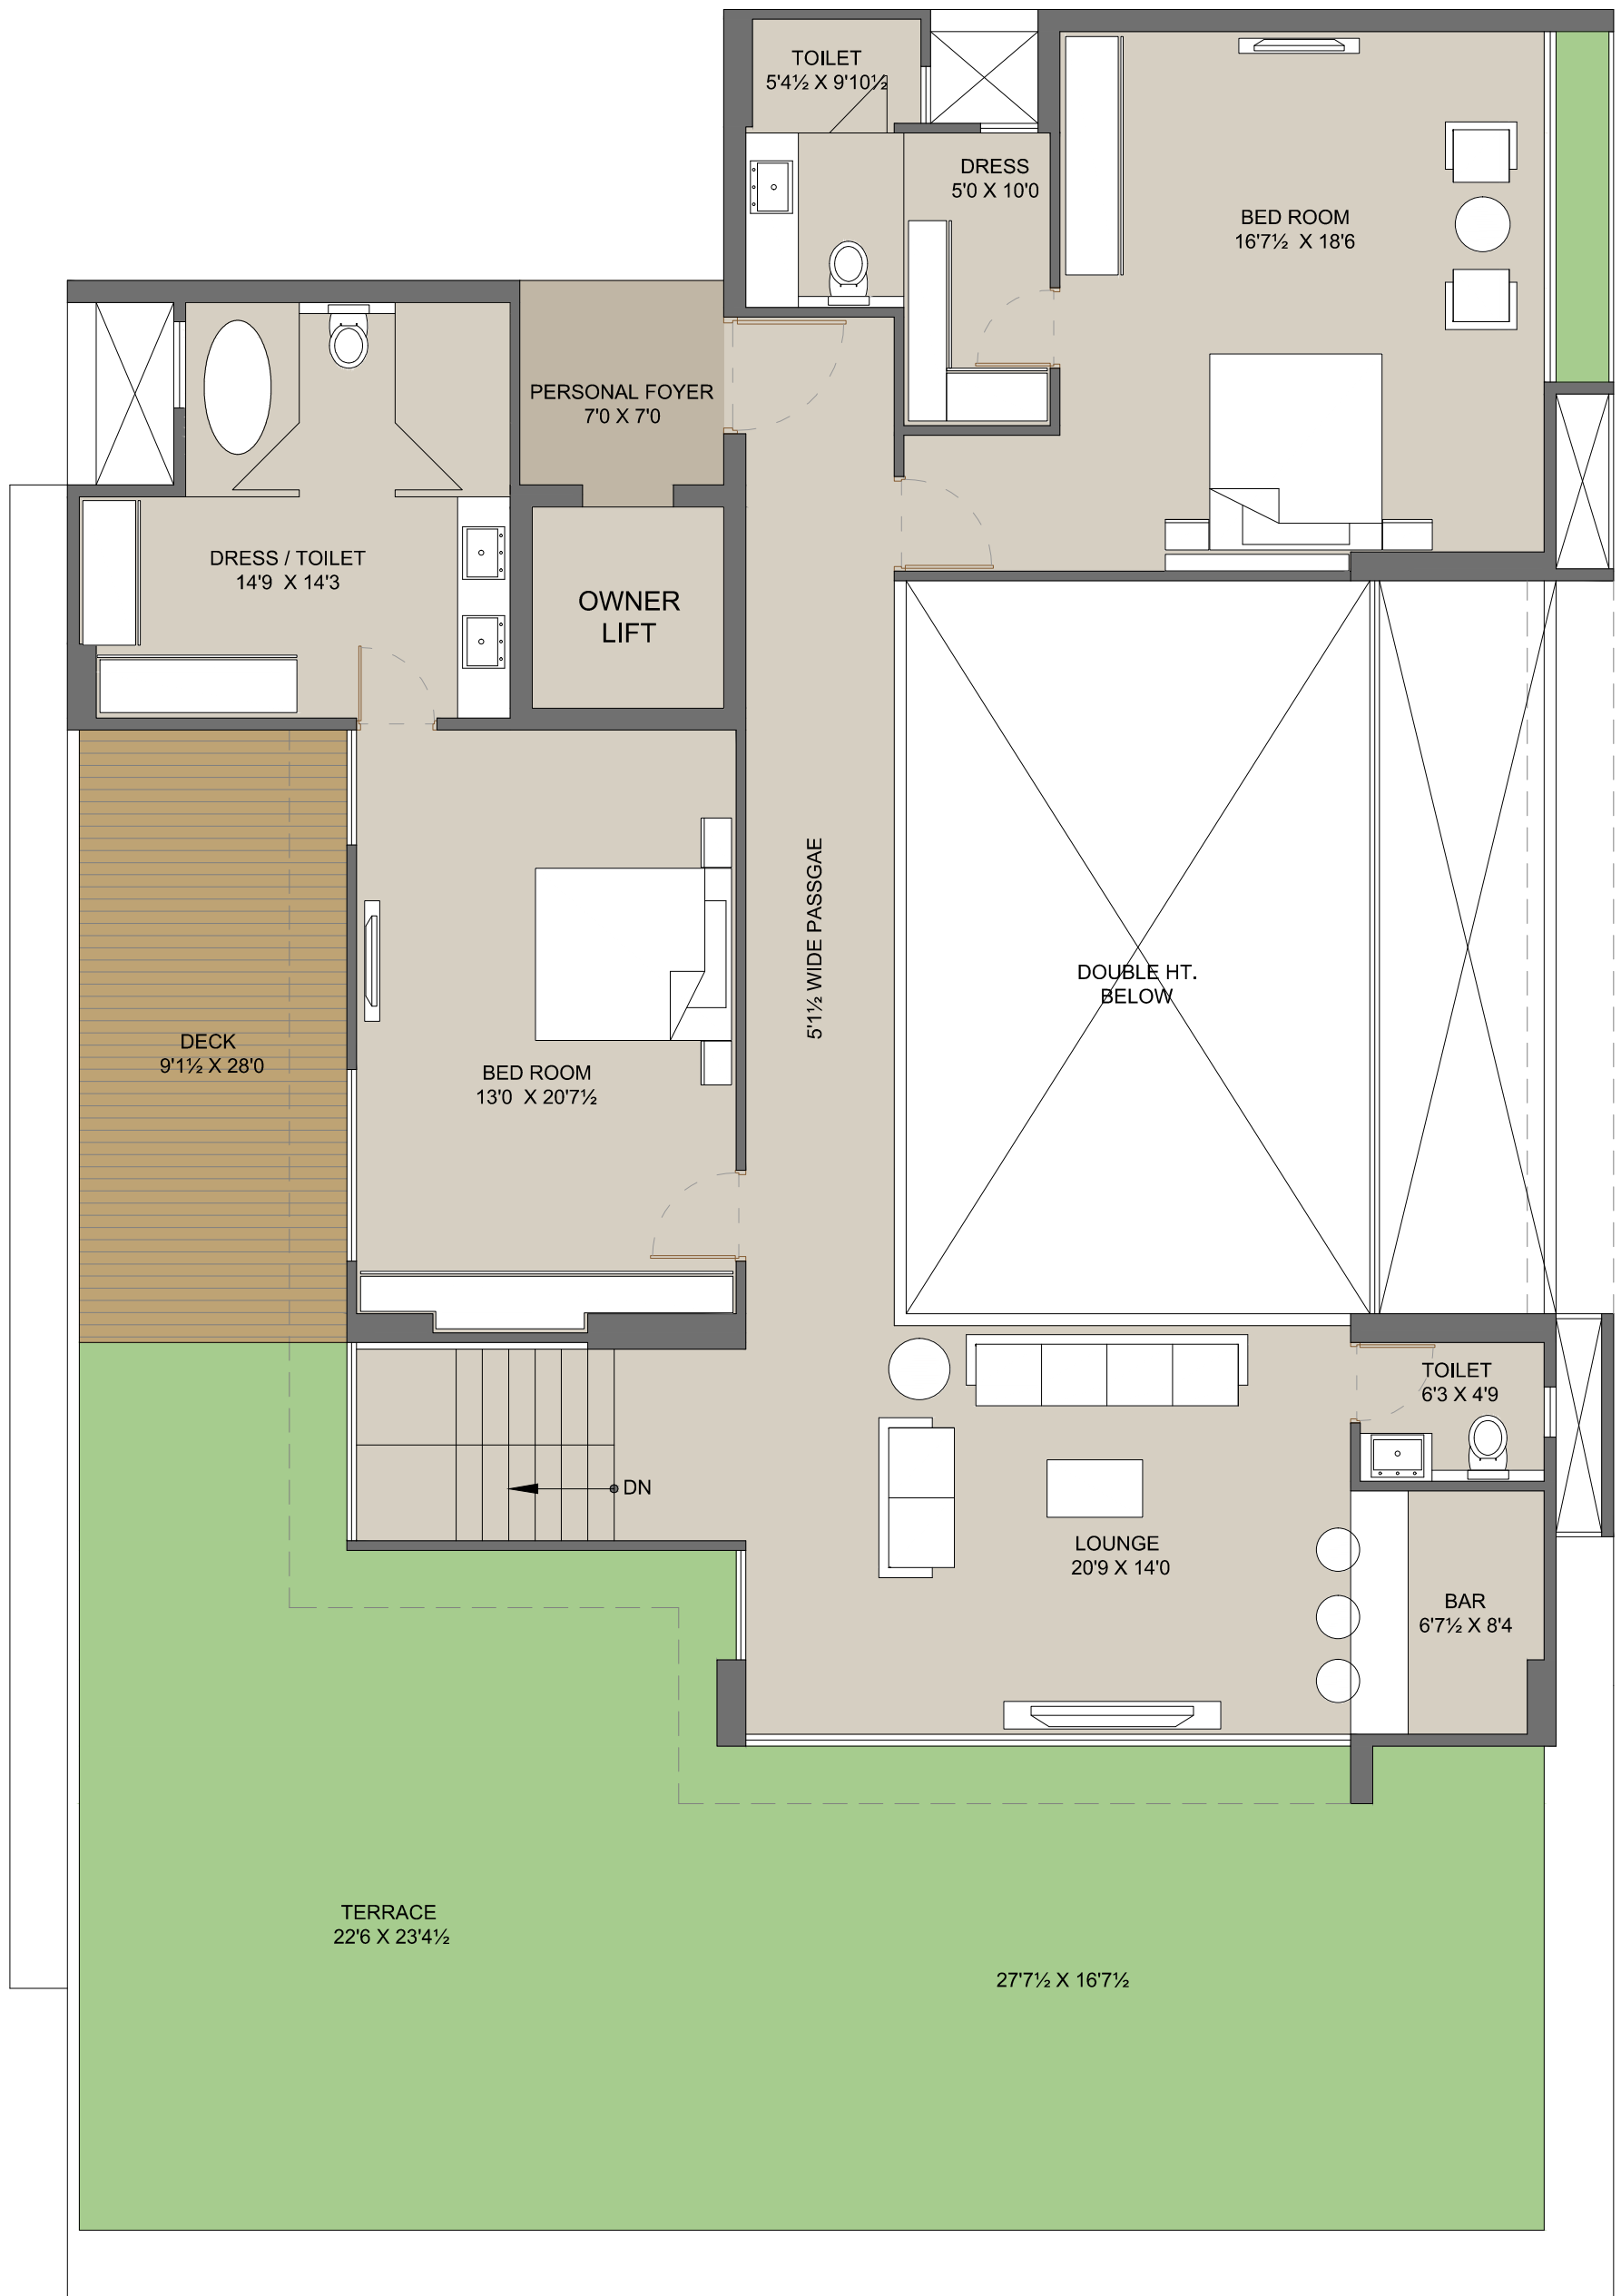 TOILET
5'4½ X 9'10½
DRESS
5'0 X 10'0
BED ROOM
16'7½ X 18'6
PERSONAL FOYER
7'0 X 7'0
DRESS / TOILET
14'9 X 14'3
OWNER
LIFT
5'1½ WIDE PASSGAE
DOUBLE HT.
BELOW
DECK
9'1½ X 28'0
BED ROOM
13'0 X 20'7½
TOILET
6'3 X 4'9
DN
LOUNGE
20'9 X 14'0
BAR
6'7½ X 8'4
TERRACE
22'6 X 23'4½
27'7½ X 16'7½